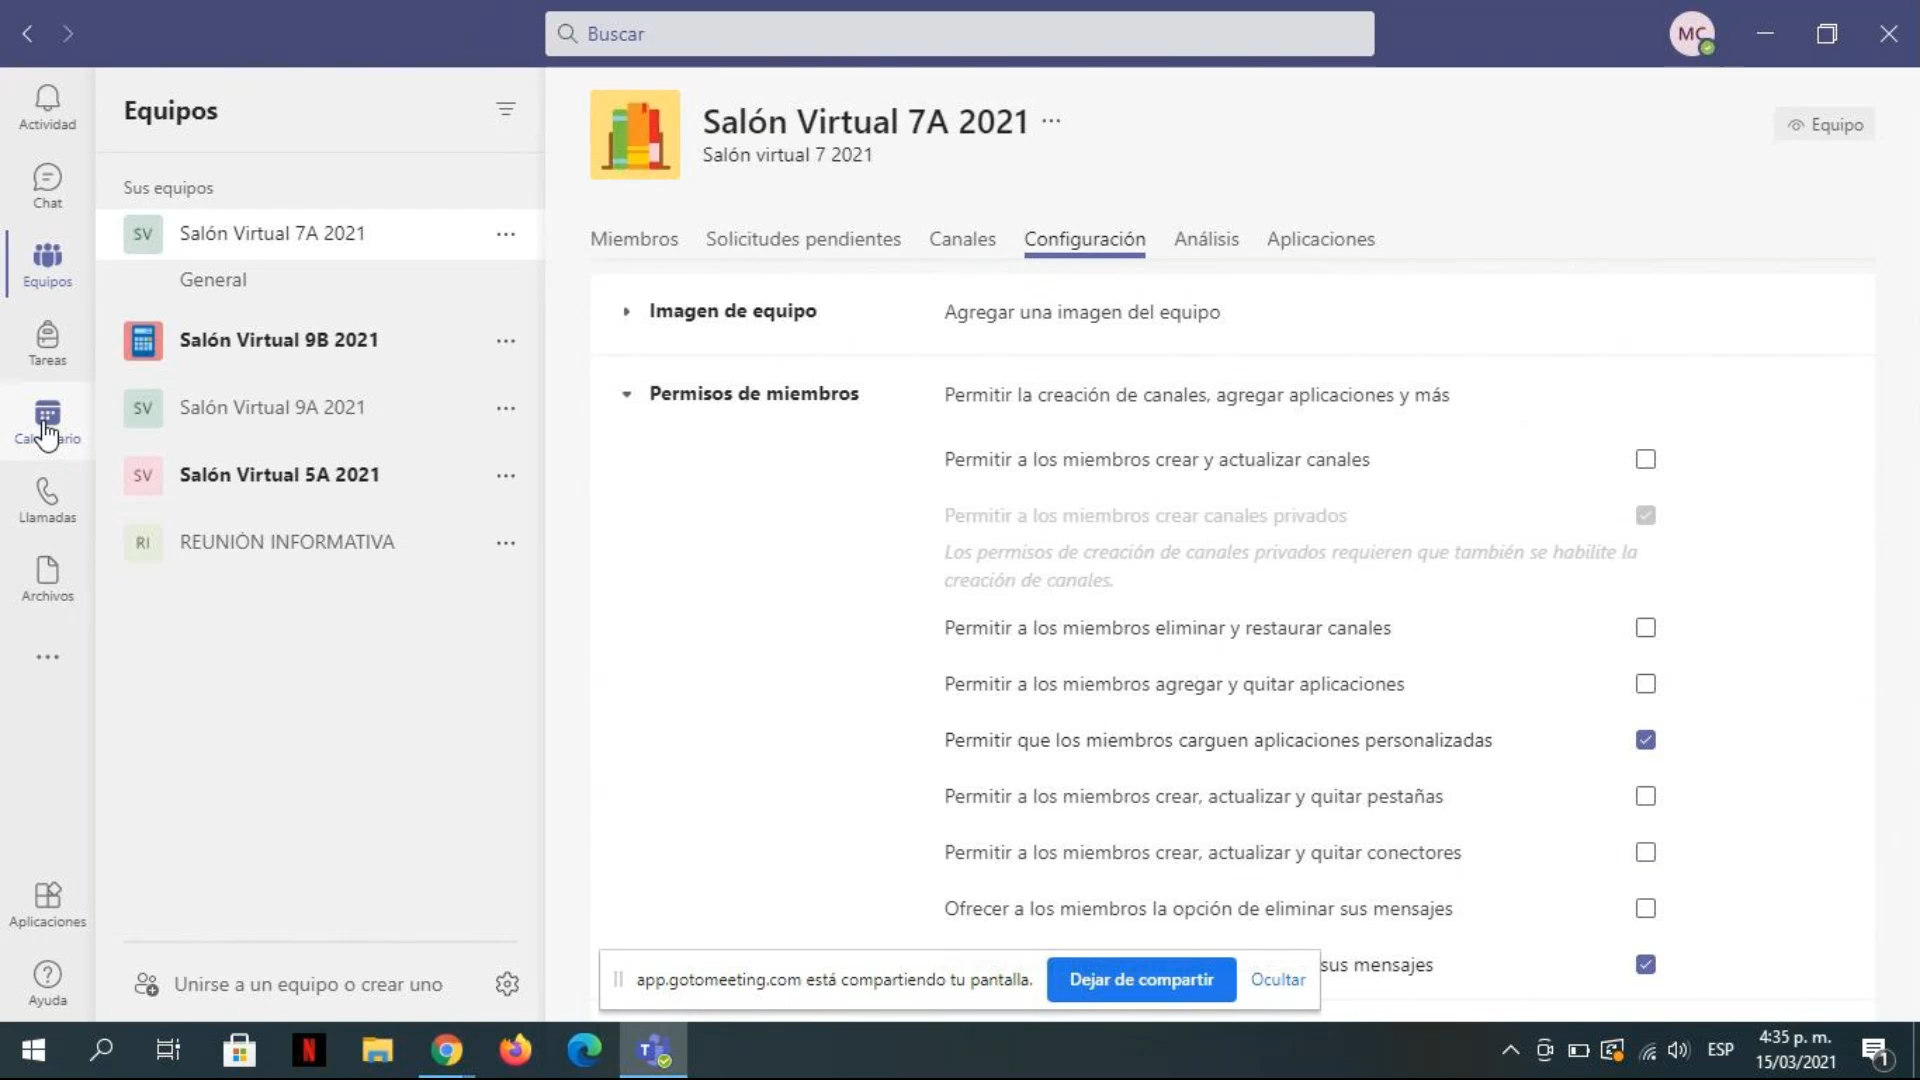 Buscar
MC
Actividad
Chat
Equipos
Tareas
Calendario
Llamadas
Archivos
Aplicaciones
Ayuda
Equipos
Sus equipos
SV Salón Virtual 7A 2021
General
Salón Virtual 9B 2021
SV Salón Virtual 9A 2021
SV Salón Virtual 5A 2021
RI REUNIÓN INFORMATIVA
Unirse a un equipo o crear uno
Salón Virtual 7A 2021
Salón virtual 7 2021
Equipo
Miembros Solicitudes pendientes Canales Configuración Análisis Aplicaciones
Imagen de equipo Agregar una imagen del equipo
Permisos de miembros Permitir la creación de canales, agregar aplicaciones y más
Permitir a los miembros crear y actualizar canales
Permitir a los miembros crear canales privados
Los permisos de creación de canales privados requieren que también se habilite la
creación de canales.
Permitir a los miembros eliminar y restaurar canales
Permitir a los miembros agregar y quitar aplicaciones
Permitir que los miembros carguen aplicaciones personalizadas
Permitir a los miembros crear, actualizar y quitar pestañas
Permitir a los miembros crear, actualizar y quitar conectores
Ofrecer a los miembros la opción de eliminar sus mensajes
sus mensajes
app.gotomeeting.com está compartiendo tu pantalla. Dejar de compartir Ocultar
N
T
ESP
4:35 p. m.
15/03/2021
1